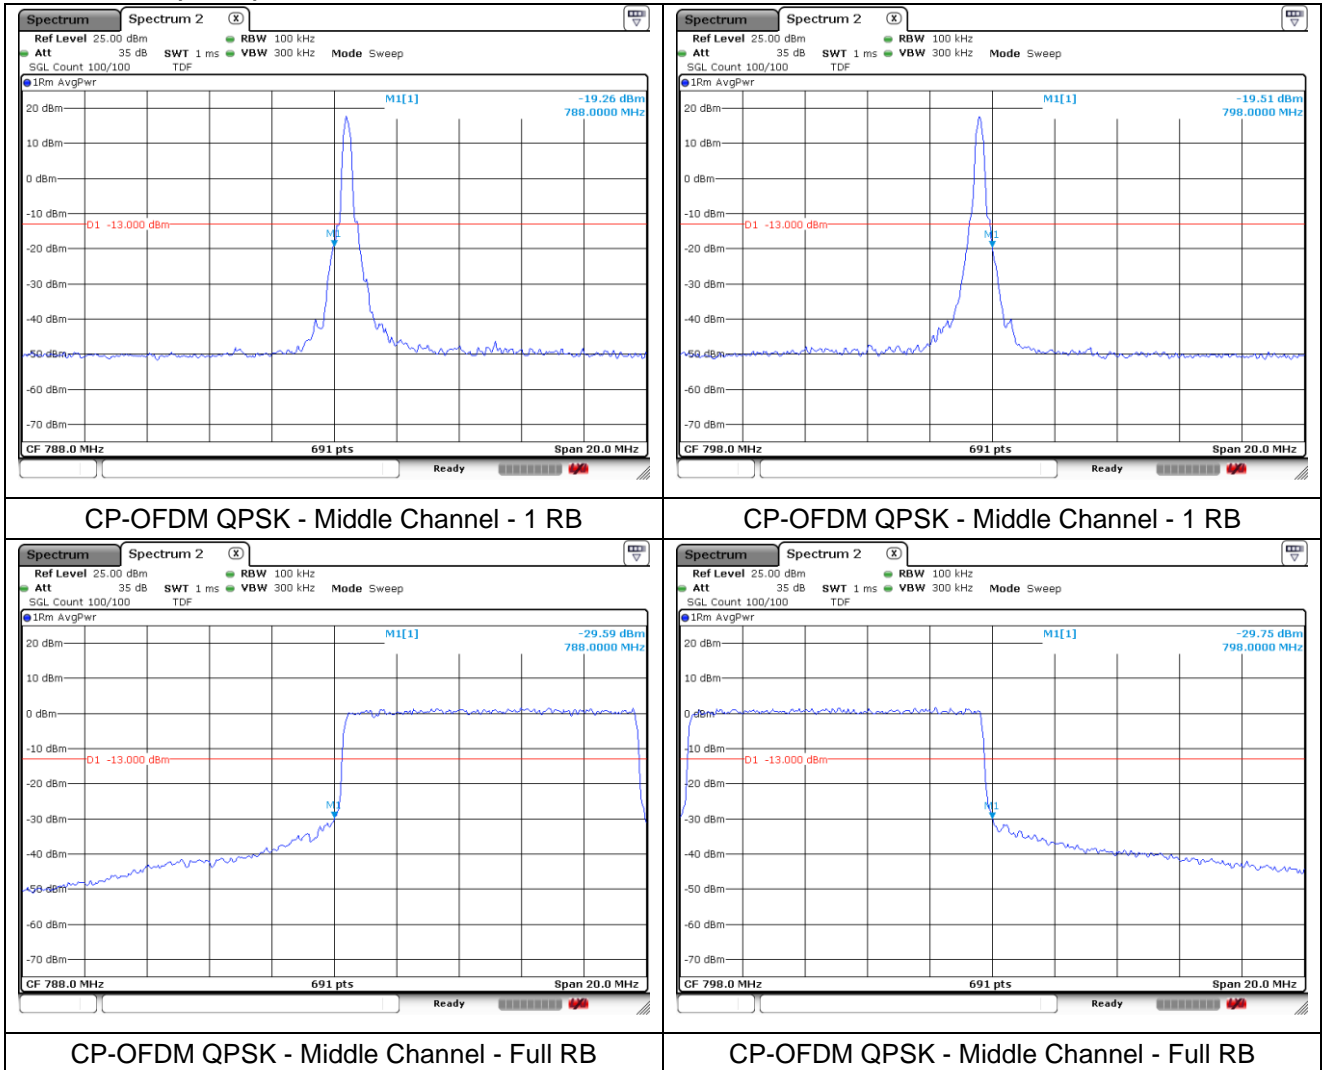 Spectrum Spectrum 2 X
Ref Level 25.00 dBm RBW 100 kHz
Att 35 dB SWT 1 ms VBW 300 kHz Mode Sweep
SGL Count 100/100 TDF
1Rm AvgPwr
M1[1] -19.26 dBm
788.0000 MHz
20 dBm
10 dBm
0 dBm
-10 dBm
D1 -13.000 dBm
M1
-20 dBm
-30 dBm
-40 dBm
-50 dBm
-60 dBm
-70 dBm
CF 788.0 MHz 691 pts Span 20.0 MHz
Ready
Spectrum Spectrum 2 X
Ref Level 25.00 dBm RBW 100 kHz
Att 35 dB SWT 1 ms VBW 300 kHz Mode Sweep
SGL Count 100/100 TDF
1Rm AvgPwr
M1[1] -19.51 dBm
798.0000 MHz
20 dBm
10 dBm
0 dBm
-10 dBm
D1 -13.000 dBm
M1
-20 dBm
-30 dBm
-40 dBm
-50 dBm
-60 dBm
-70 dBm
CF 798.0 MHz 691 pts Span 20.0 MHz
Ready
CP-OFDM QPSK - Middle Channel - 1 RB
CP-OFDM QPSK - Middle Channel - 1 RB
Spectrum Spectrum 2 X
Ref Level 25.00 dBm RBW 100 kHz
Att 35 dB SWT 1 ms VBW 300 kHz Mode Sweep
SGL Count 100/100 TDF
1Rm AvgPwr
M1[1] -29.59 dBm
788.0000 MHz
20 dBm
10 dBm
0 dBm
-10 dBm
D1 -13.000 dBm
-20 dBm
M1
-30 dBm
-40 dBm
-50 dBm
-60 dBm
-70 dBm
CF 788.0 MHz 691 pts Span 20.0 MHz
Ready
Spectrum Spectrum 2 X
Ref Level 25.00 dBm RBW 100 kHz
Att 35 dB SWT 1 ms VBW 300 kHz Mode Sweep
SGL Count 100/100 TDF
1Rm AvgPwr
M1[1] -29.75 dBm
798.0000 MHz
20 dBm
10 dBm
0 dBm
-10 dBm
D1 -13.000 dBm
-20 dBm
M1
-30 dBm
-40 dBm
-50 dBm
-60 dBm
-70 dBm
CF 798.0 MHz 691 pts Span 20.0 MHz
Ready
CP-OFDM QPSK - Middle Channel - Full RB
CP-OFDM QPSK - Middle Channel - Full RB